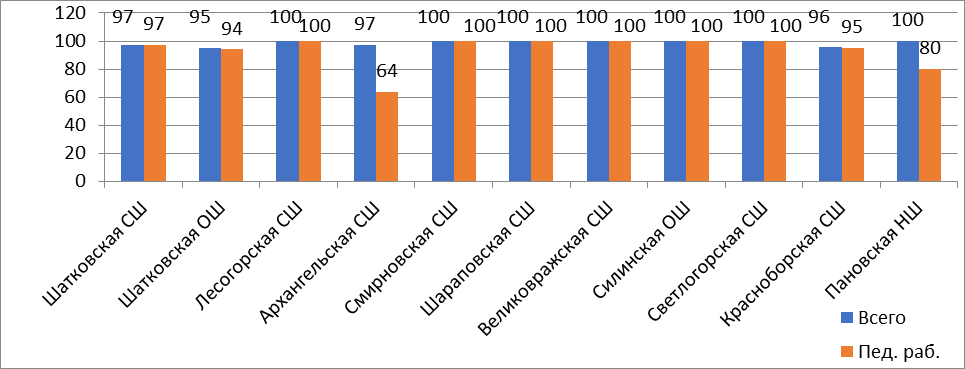 97 97 95 94 100 100 97 64 100 100 100 100 100 100 100 100 100 100 96 95 100 80
120
100
80
60
40
20
0
Шатковская СШ
Шатковская ОШ
Лесогорская СШ
Архангельская СШ
Смирновская СШ
Шараповская СШ
Великовражская СШ
Силинская ОШ
Светлогорская СШ
Красноборская СШ
Пановская НШ
Всего
Пед. раб.